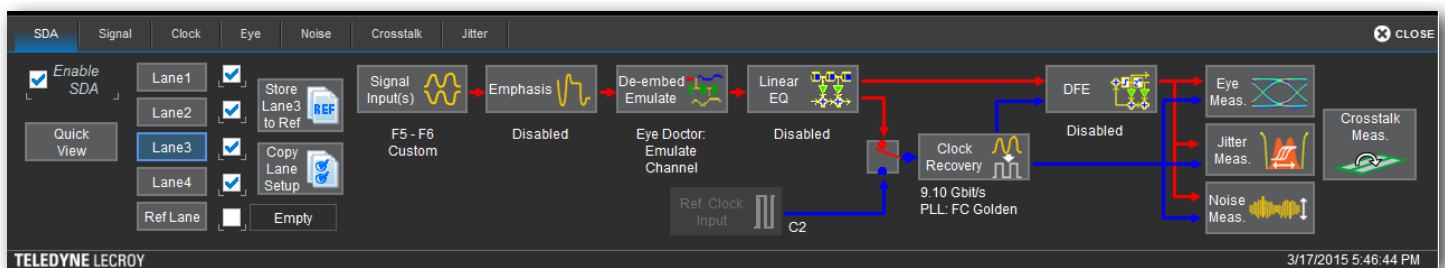 SDA
Signal
Clock
Eye
Noise
Crosstalk
Jitter
CLOSE
Enable
SDA
Quick
View
Lane1
Lane2
Lane3
Lane4
Ref Lane
Empty
Store
Lane3
to Ref
REF
Copy
Lane
Setup
Signal
Input(s)
F5 - F6
Custom
Emphasis
Disabled
De-embed
Emulate
Eye Doctor:
Emulate
Channel
Linear
EQ
Disabled
Ref. Clock
Input
C2
Clock
Recovery
9.10 Gbit/s
PLL: FC Golden
DFE
Disabled
Eye
Meas.
Jitter
Meas.
Noise
Meas.
Crosstalk
Meas.
TELEDYNE LECROY
3/17/2015 5:46:44 PM